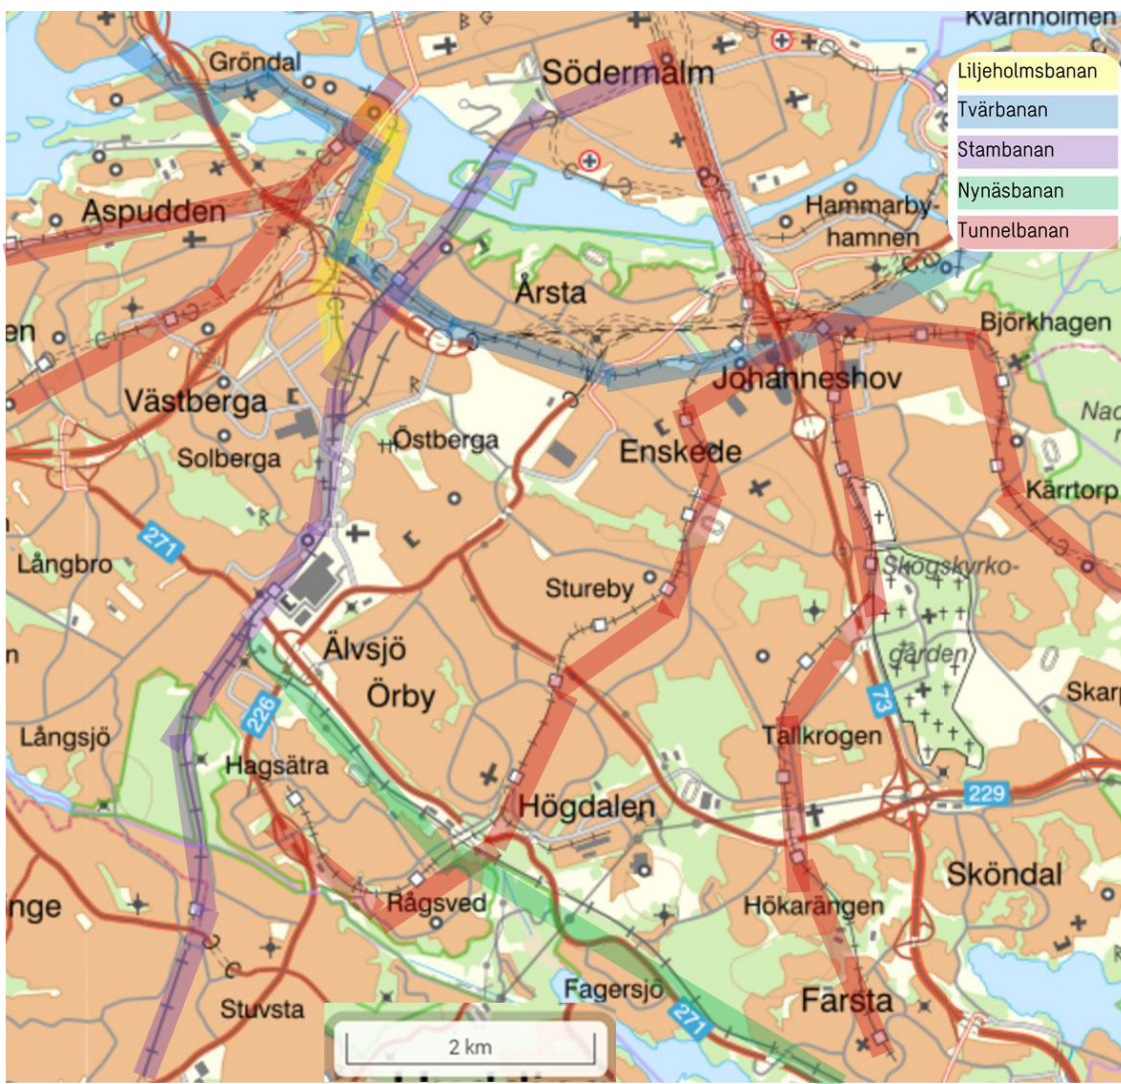 Kvarnholmen
Gröndal
Södermalm
Liljeholmsbanan
Tvärbanan
Stambanan
Nynäsbanan
Tunnelbanan
Aspudden
Hammarby-
hamnen
Årsta
Björkhagen
en
Johanneshov
Västberga
Östberga
Solberga
Enskede
Kärrtorp
271
Långbro
Skogskyrko-
gården
Stureby
Älvsjö
Örby
226
73
Skarp
Långsjö
Tallkrogen
Hagsätra
Högdalen
229
Sköndal
inge
Rågsved
Hökarängen
Fagersjö
Farsta
Stuvsta
271
2 km